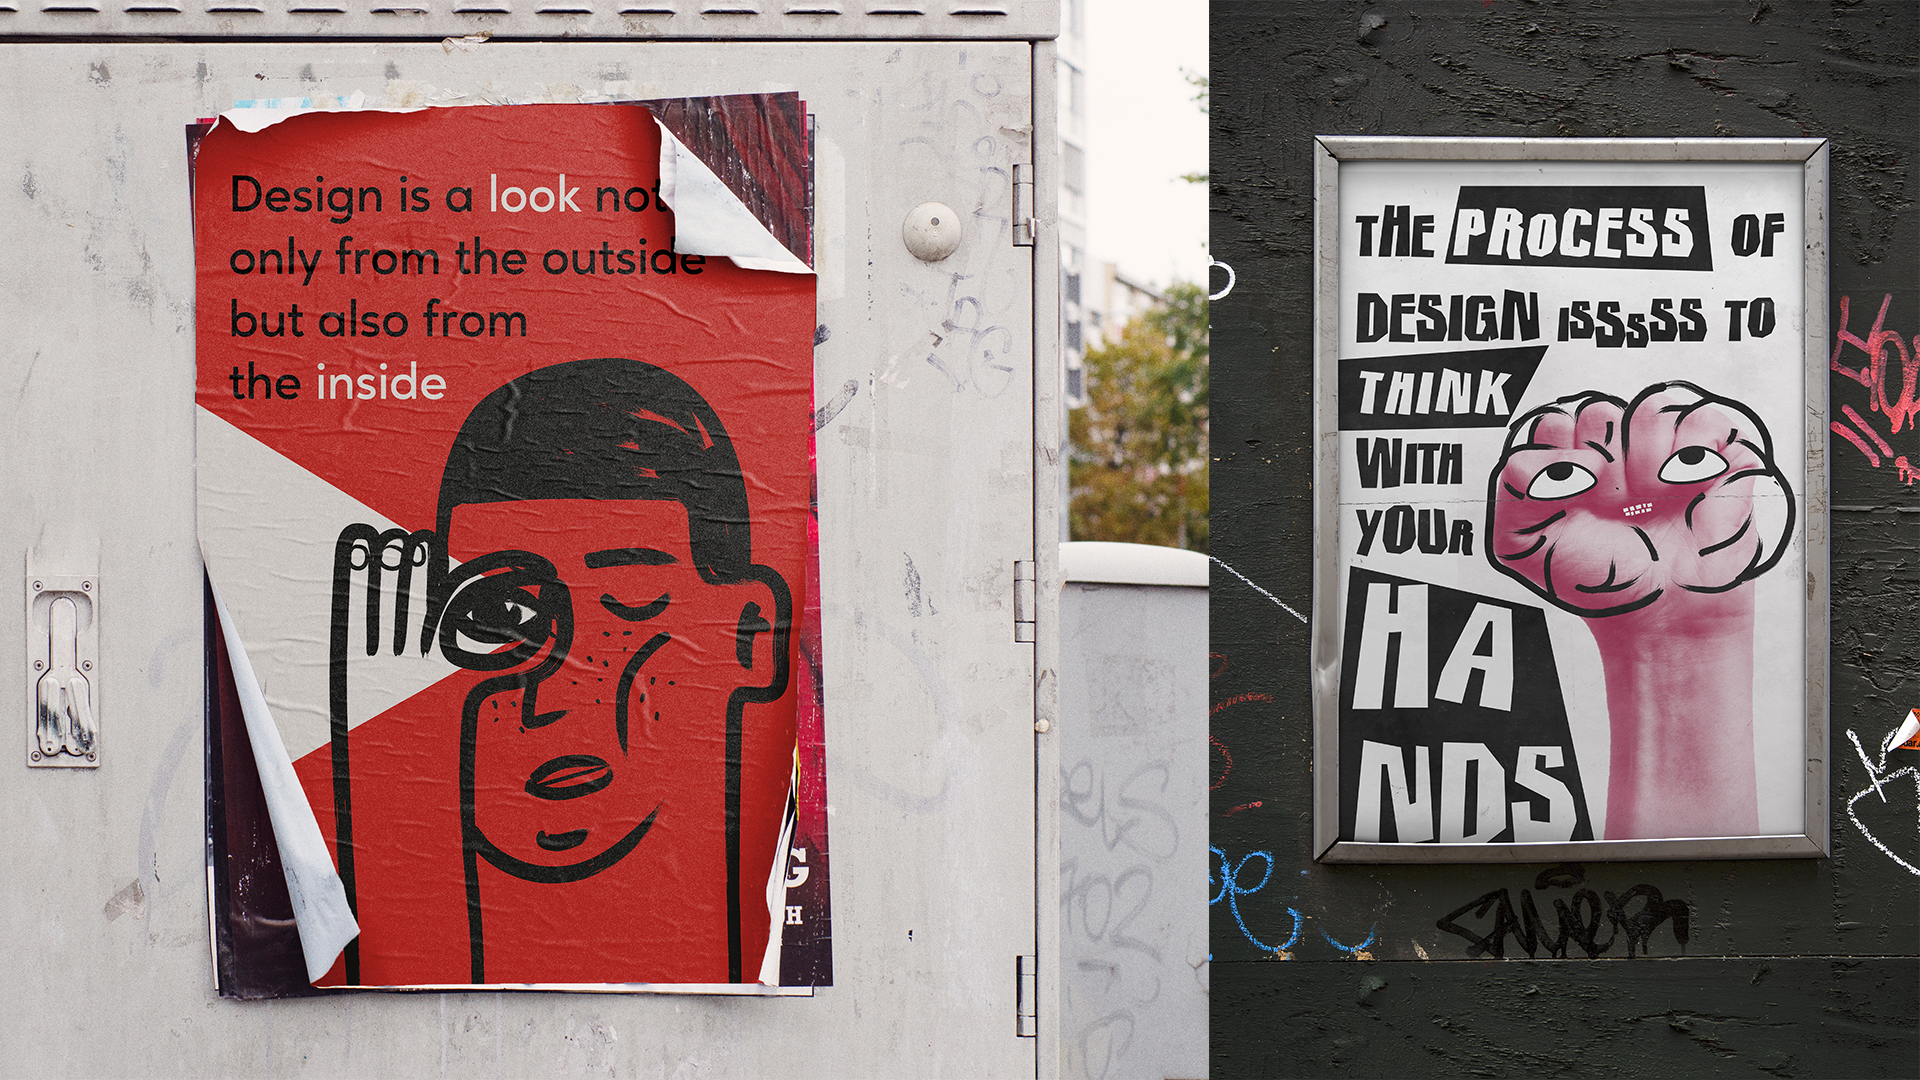 Design is a look not
only from the outside
but also from
the inside
G
H
THE PROCESS OF
DESIGN ISSSSSS TO
THINK
WITH
YOUR
HA
NDS